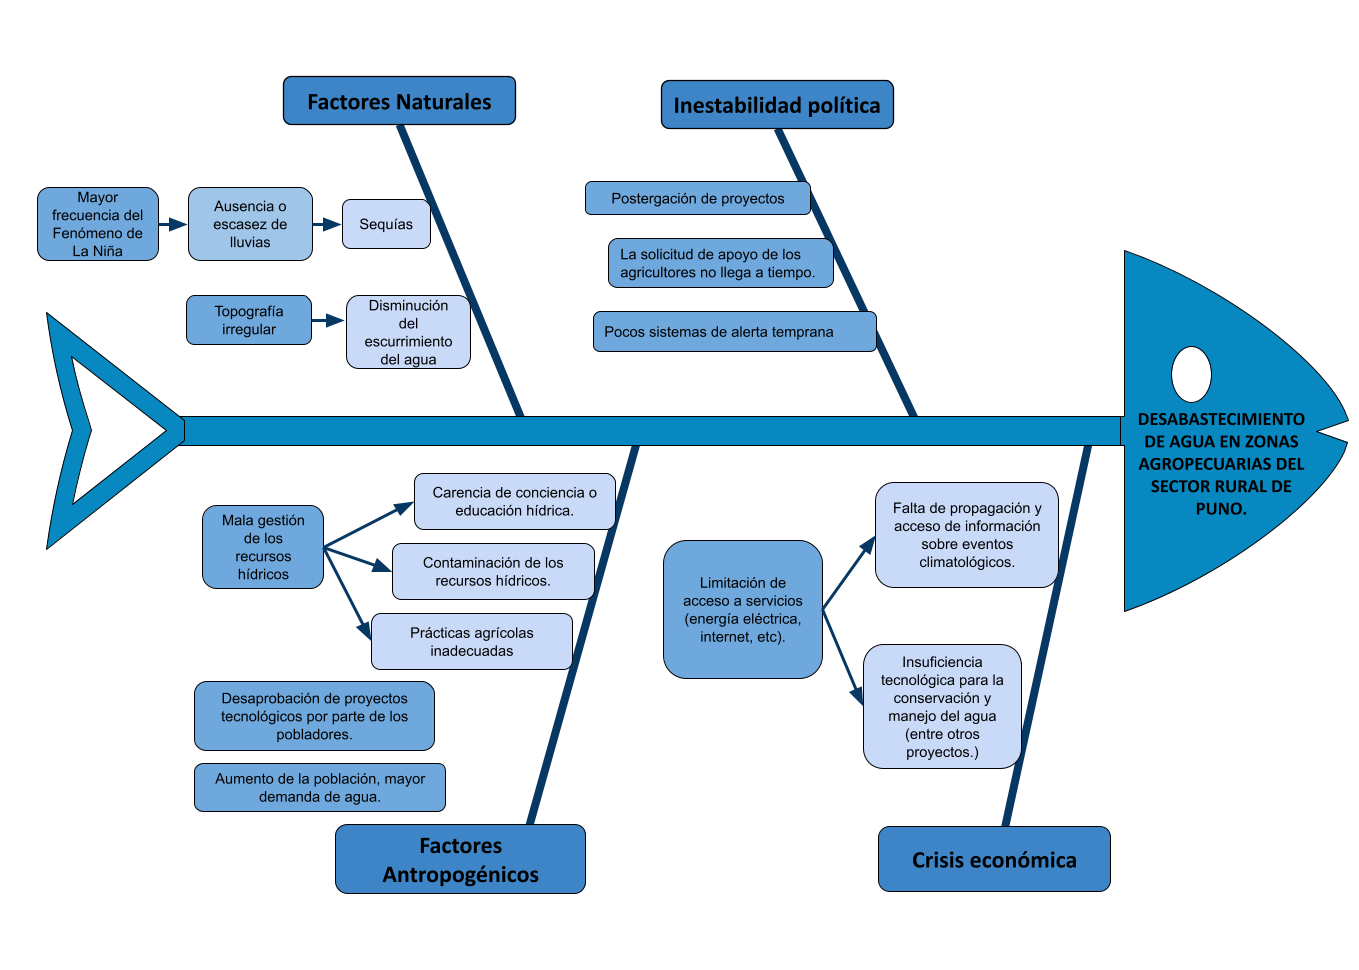 Factores Naturales
Inestabilidad política
Mayor
frecuencia del
Fenómeno de
La Niña
Ausencia o
escasez de
lluvias
Sequías
Topografía
irregular
Disminución
del
escurrimiento
del agua
Postergación de proyectos
La solicitud de apoyo de los
agricultores no llega a tiempo.
Pocos sistemas de alerta temprana
DESABASTECIMIENTO
DE AGUA EN ZONAS
AGROPECUARIAS DEL
SECTOR RURAL DE
PUNO.
Mala gestión
de los
recursos
hídricos
Carencia de conciencia o
educación hídrica.
Contaminación de los
recursos hídricos.
Prácticas agrícolas
inadecuadas
Desaprobación de proyectos
tecnológicos por parte de los
pobladores.
Aumento de la población, mayor
demanda de agua.
Factores
Antropogénicos
Limitación de
acceso a servicios
(energía eléctrica,
internet, etc).
Falta de propagación y
acceso de información
sobre eventos
climatológicos.
Insuficiencia
tecnológica para la
conservación y
manejo del agua
(entre otros
proyectos.)
Crisis económica